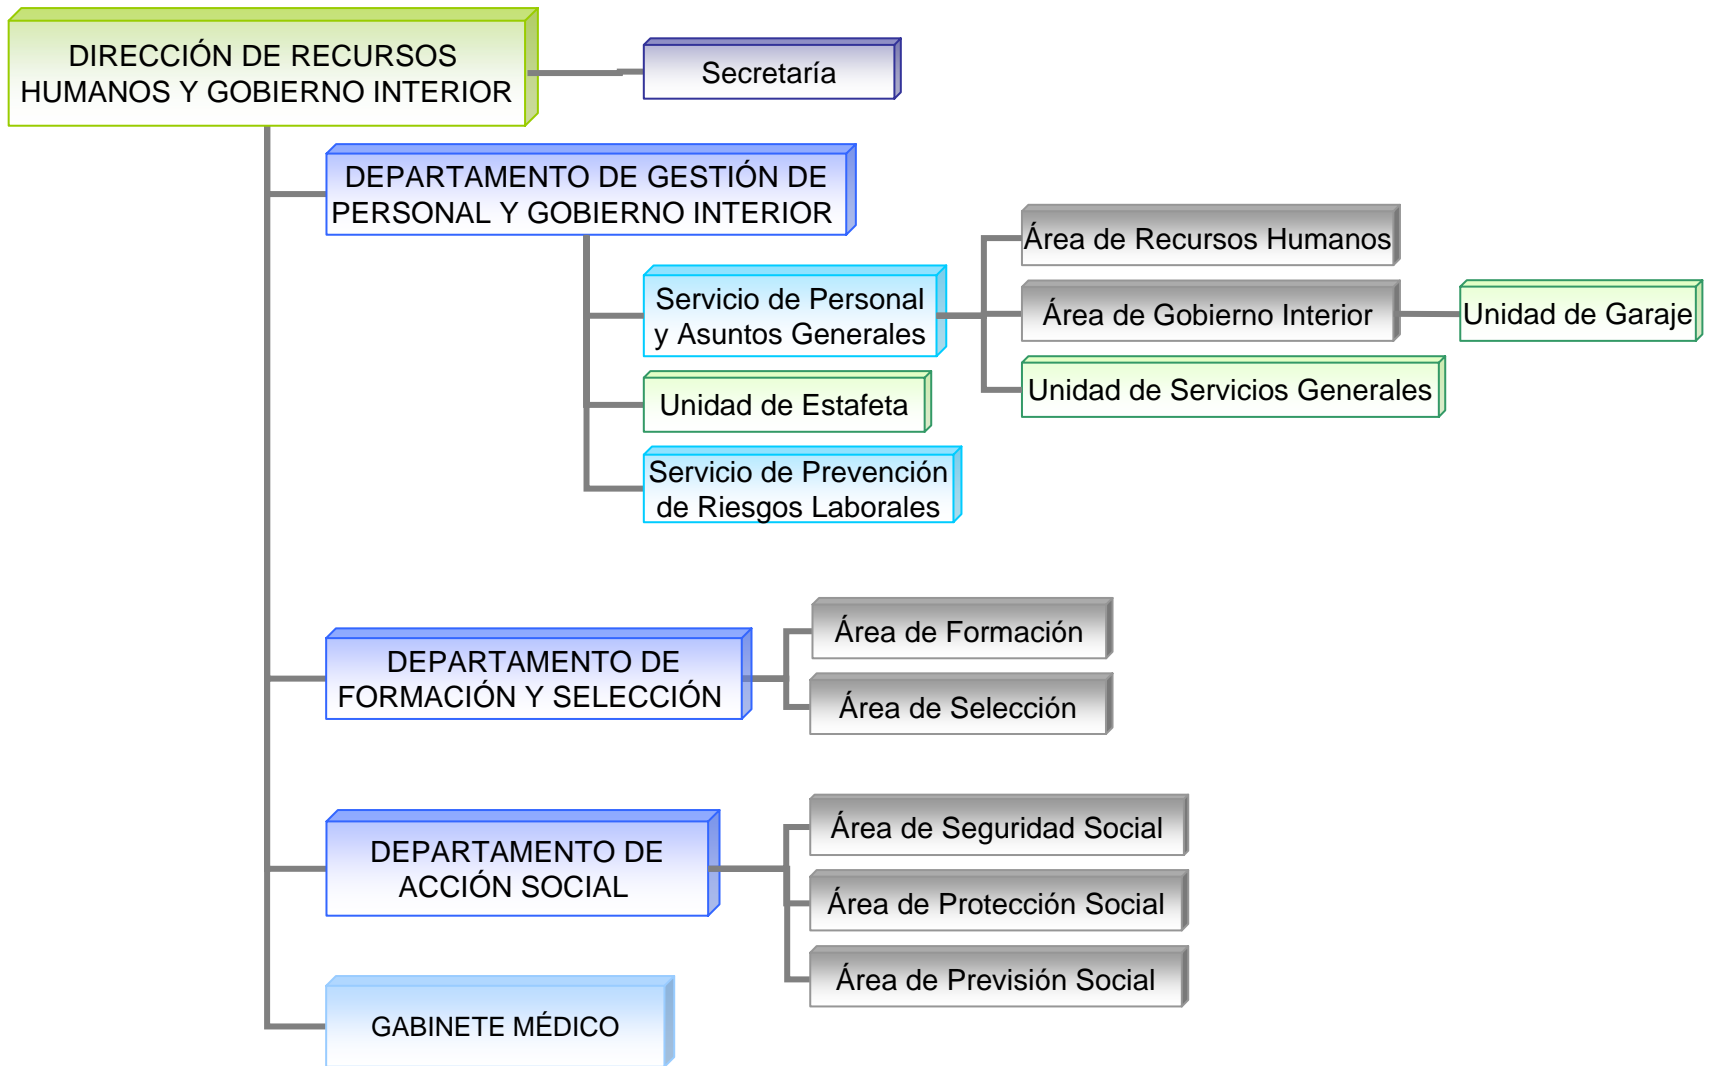 DIRECCIÓN DE RECURSOS
HUMANOS Y GOBIERNO INTERIOR
Secretaría
DEPARTAMENTO DE GESTIÓN DE
PERSONAL Y GOBIERNO INTERIOR
Servicio de Personal
y Asuntos Generales
Área de Recursos Humanos
Área de Gobierno Interior
Unidad de Garaje
Unidad de Servicios Generales
Unidad de Estafeta
Servicio de Prevención
de Riesgos Laborales
DEPARTAMENTO DE
FORMACIÓN Y SELECCIÓN
Área de Formación
Área de Selección
DEPARTAMENTO DE
ACCIÓN SOCIAL
Área de Seguridad Social
Área de Protección Social
Área de Previsión Social
GABINETE MÉDICO